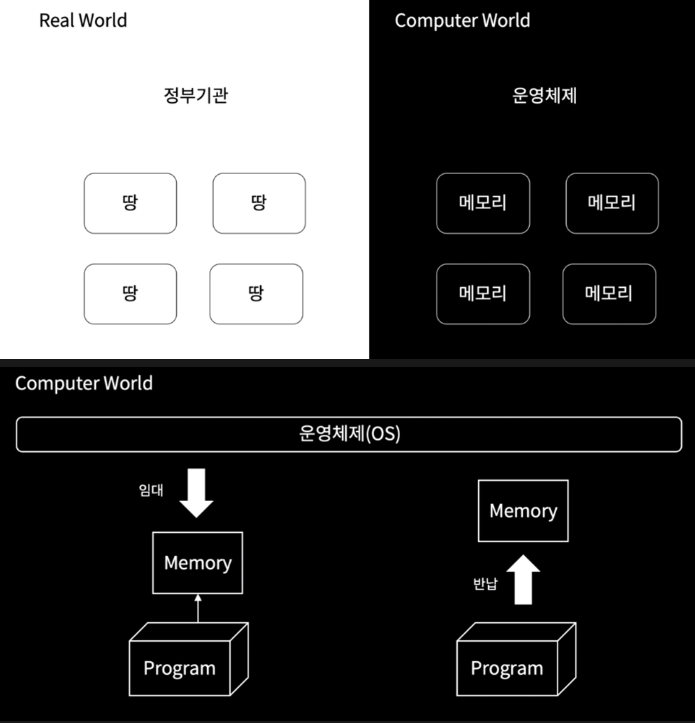 Real World
정부기관
땅
땅
땅
땅
Computer World
운영체제
메모리
메모리
메모리
메모리
Computer World
운영체제(OS)
임대
Memory
Program
Memory
반납
Program